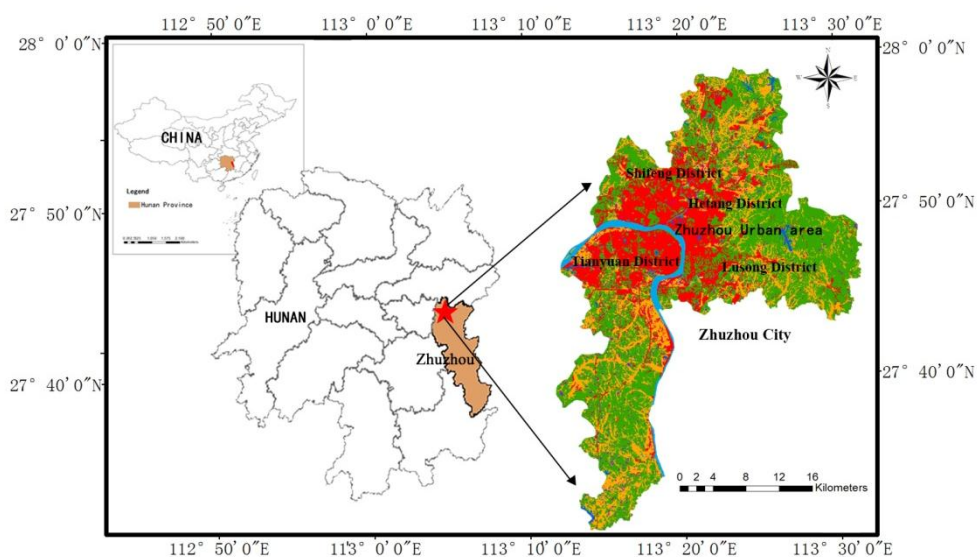 112° 50'0"E 113° 0'0"E 113° 10'0"E 113° 20'0"E 113° 30'0"E
28° 0'0"N
28° 0'0"N
CHINA
Legend
Hunan Province
N
W E
S
Shifeng District
27° 50'0"N
Hetang District
27° 50'0"N
Zhuzhou Urban area
Tianyuan District
Lusong District
HUNAN
Zhuzhou City
Zhuzhou
27° 40'0"N
27° 40'0"N
0 2 4 8 12 16
Kilometers
112° 50'0"E 113° 0'0"E 113° 10'0"E 113° 20'0"E 113° 30'0"E